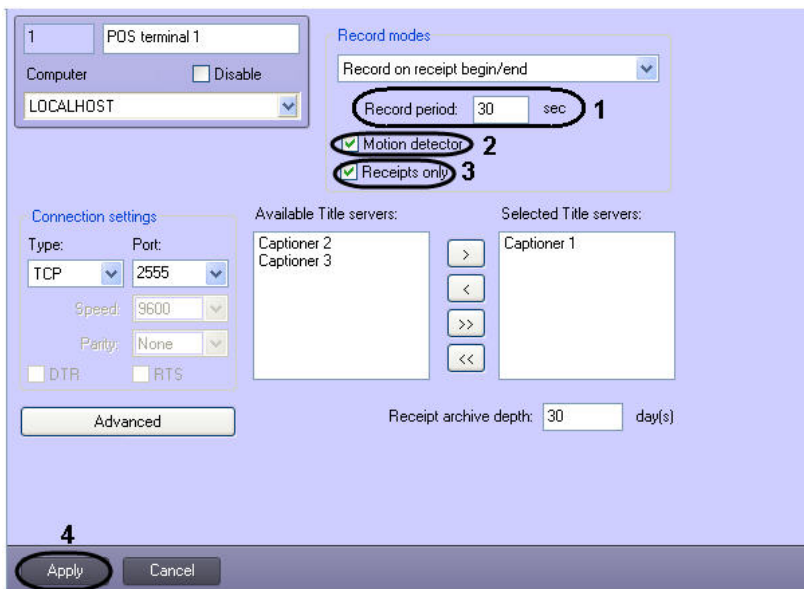 1 POS terminal 1
Computer Disable
LOCALHOST
Record modes
Record on receipt begin/end
Record period: 30 sec 1
Motion detector 2
Receipts only 3
Connection settings
Type: Port:
TCP 2555
Speed: 9600
Parity: None
DTR RTS
Advanced
Available Title servers:
Captioner 2
Captioner 3
>
<
>>
<<
Selected Title servers:
Captioner 1
Receipt archive depth: 30 day(s)
4
Apply Cancel